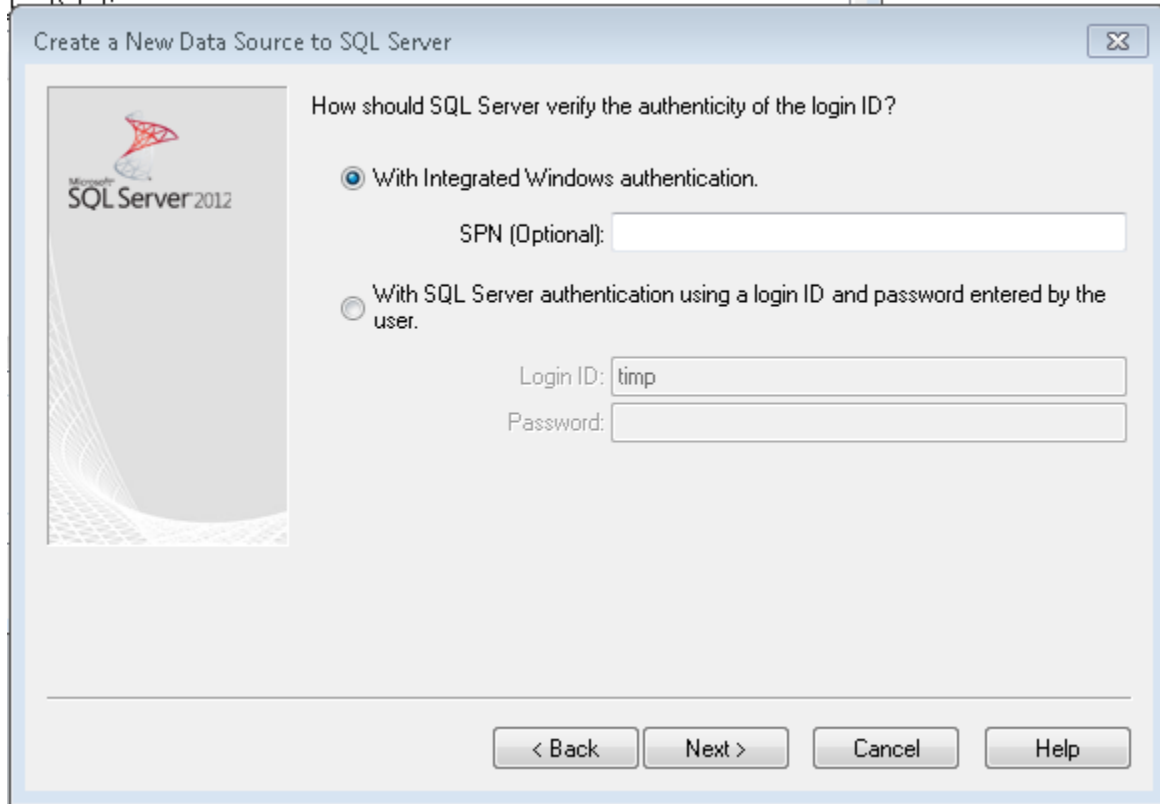 Create a New Data Source to SQL Server
Microsoft
SQL Server 2012
How should SQL Server verify the authenticity of the login ID?
With Integrated Windows authentication.
SPN (Optional):
With SQL Server authentication using a login ID and password entered by the
user.
Login ID: timp
Password:
< Back Next > Cancel Help